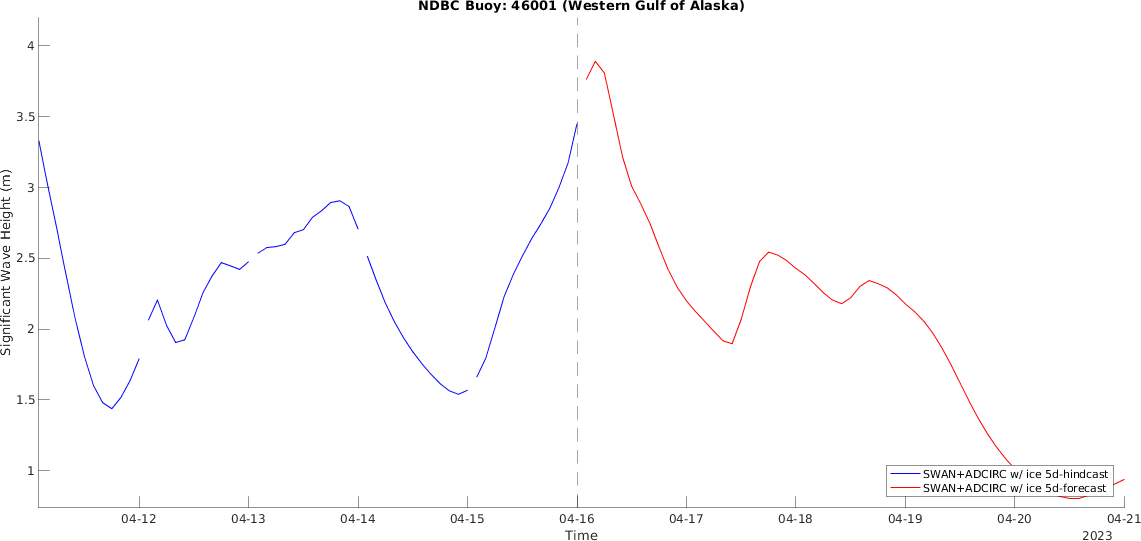 NDBC Buoy: 46001 (Western Gulf of Alaska)
4
3.5
3
2.5
2
1.5
1
Significant Wave Height (m)
SWAN+ADCIRC w/ ice 5d-hindcast
SWAN+ADCIRC w/ ice 5d-forecast
04-12 04-13 04-14 04-15 04-16 04-17 04-18 04-19 04-20 04-21
Time
2023